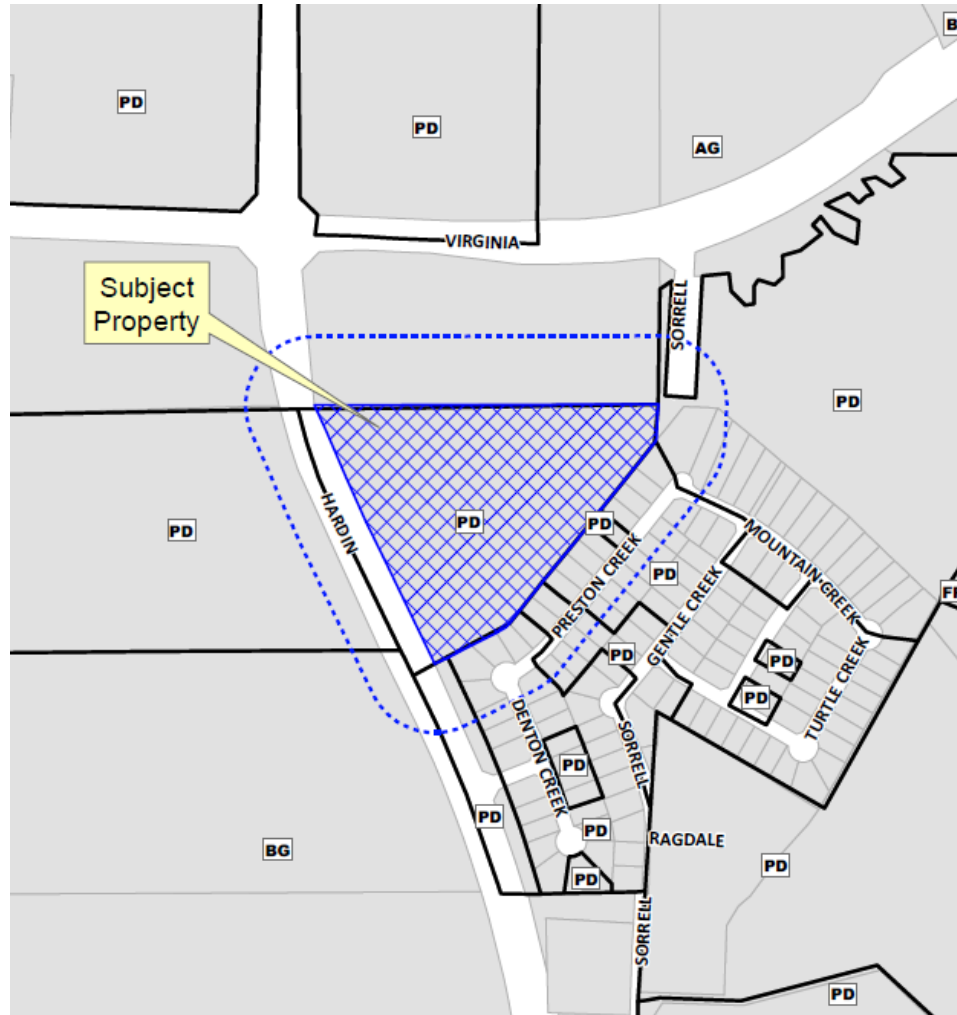 B
PD
PD
AG
VIRGINIA
Subject
Property
SORRELL
PD
HARDIN
PD
PD
PD
MOUNTAIN CREEK
PRESTON CREEK
PD
GENTLE CREEK
FP
PD
PD
PD
TURTLE CREEK
DENTON CREEK
SORRELL
PD
PD
PD
RAGDALE
BG
PD
PD
SORRELL
PD